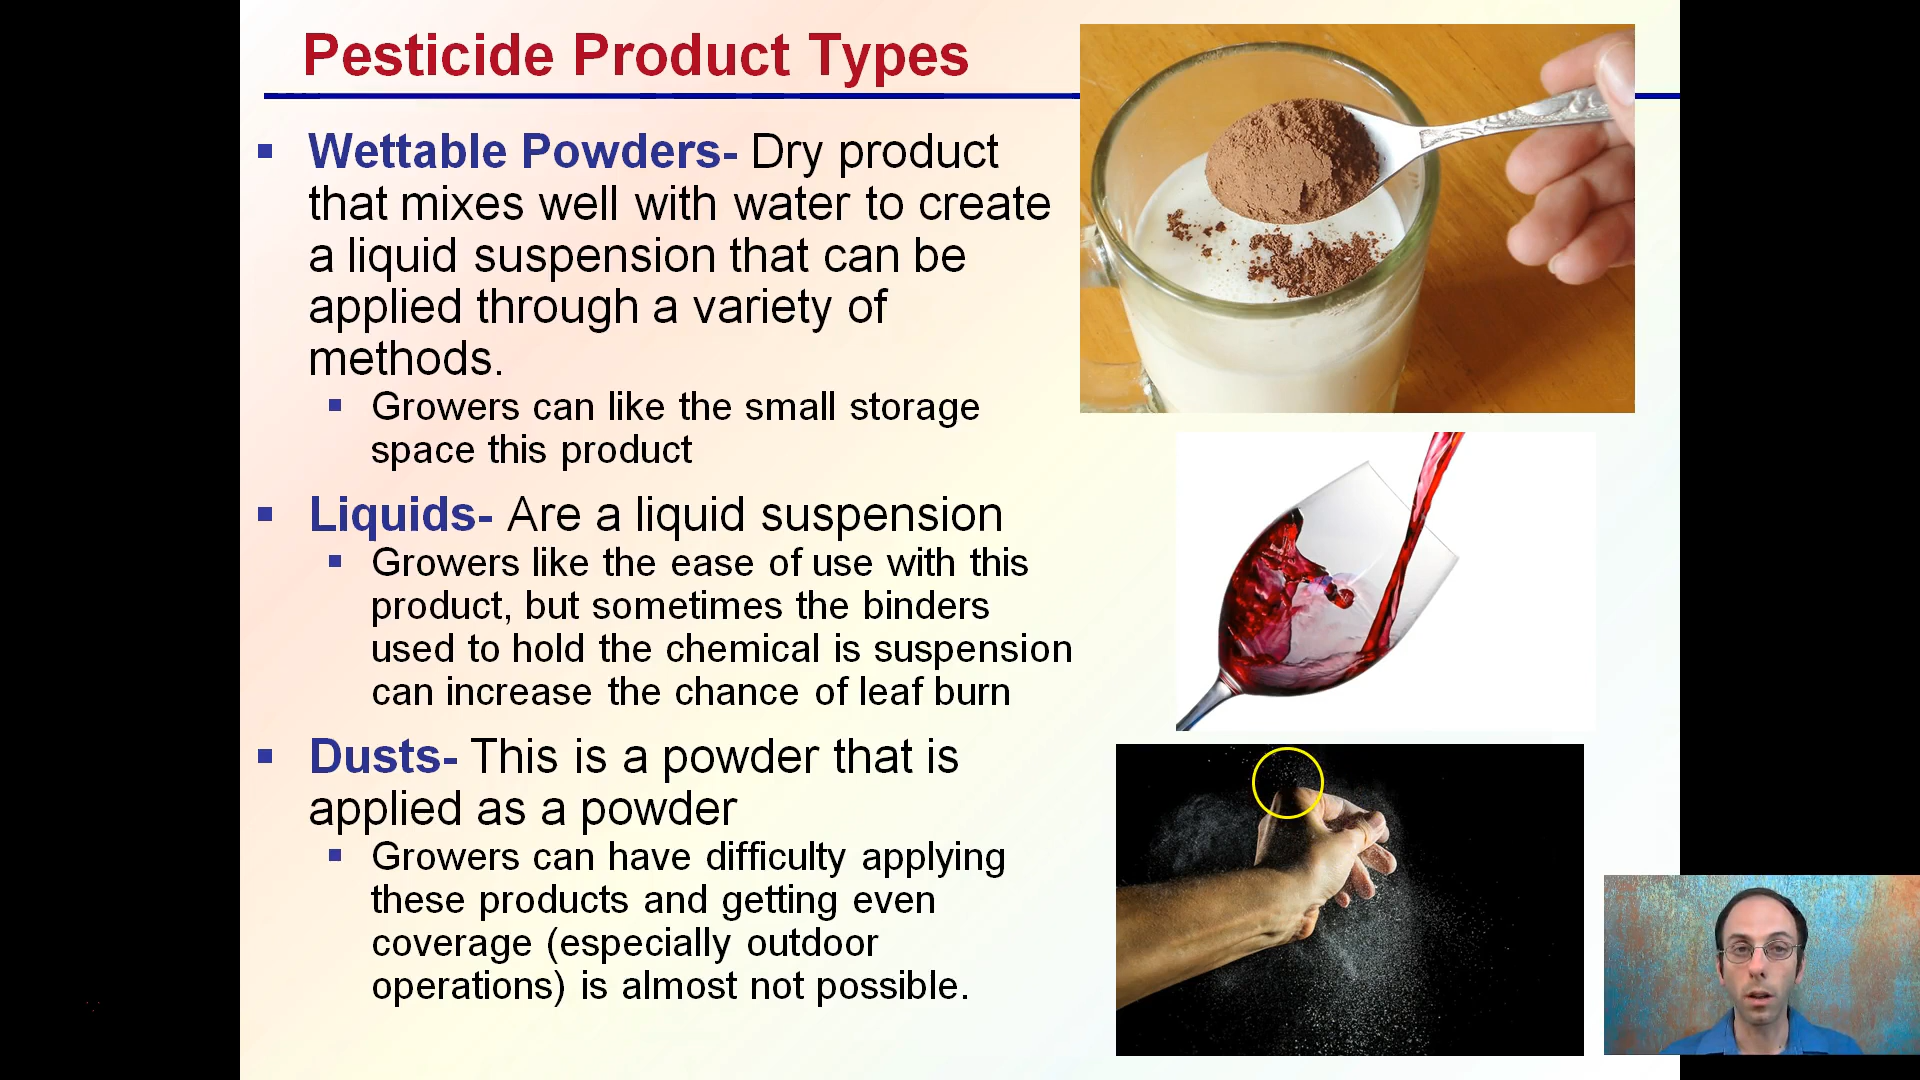 Pesticide Product Types
Wettable Powders- Dry product
that mixes well with water to create
a liquid suspension that can be
applied through a variety of
methods.
Growers can like the small storage
space this product
Liquids- Are a liquid suspension
Growers like the ease of use with this
product, but sometimes the binders
used to hold the chemical is suspension
can increase the chance of leaf burn
Dusts- This is a powder that is
applied as a powder
Growers can have difficulty applying
these products and getting even
coverage (especially outdoor
operations) is almost not possible.